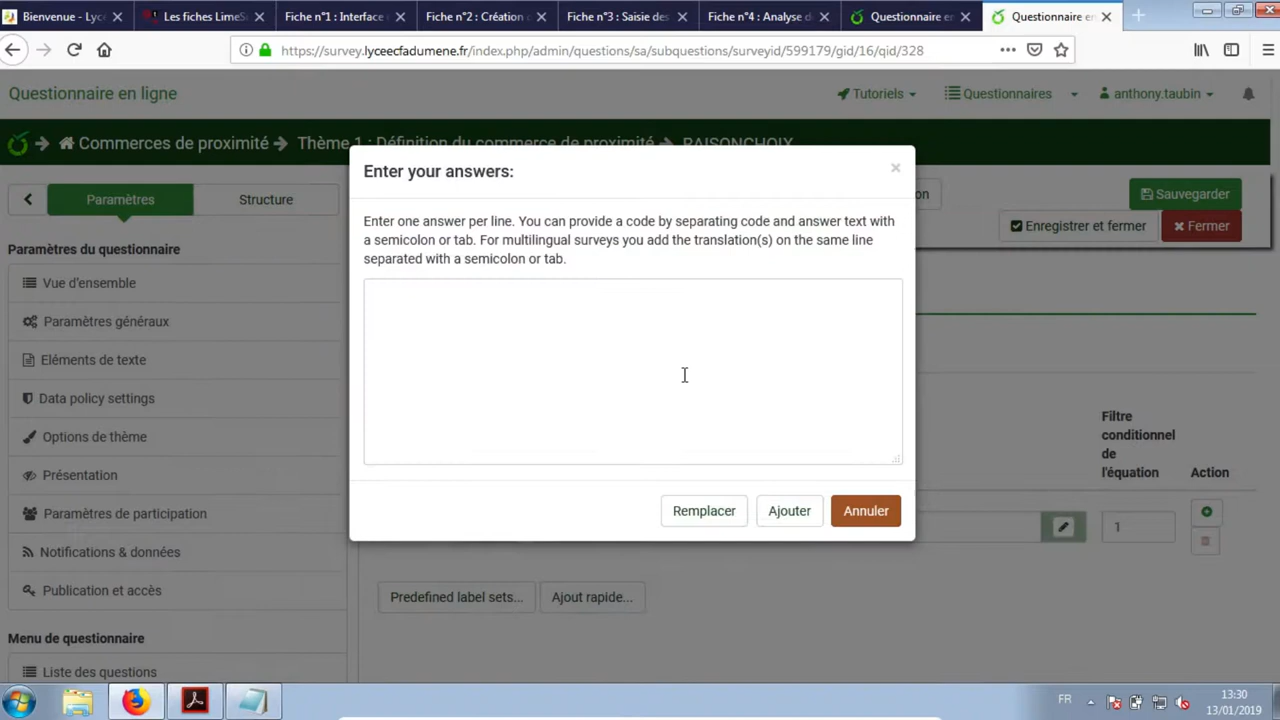 Bienvenue - Lyc
Les fiches LimeS
Fiche n°1 : Interface
Fiche n°2 : Création
Fiche n°3 : Saisie des
Fiche n°4 : Analyse d
Questionnaire en
Questionnaire en
https://survey.lyceecfadumene.fr/index.php/admin/questions/sa/subquestions/surveyid/599179/gid/16/qid/328
Questionnaire en ligne
Tutoriels
Questionnaires
anthony.taubin
Commerces de proximité
Thème 1 : Définition du commerce de proximité
RAISONCHOIX
Paramètres
Structure
on
Sauvegarder
Enregistrer et fermer
Fermer
Paramètres du questionnaire
Vue d'ensemble
Paramètres généraux
Eléments de texte
Data policy settings
Options de thème
Présentation
Paramètres de participation
Notifications & données
Publication et accès
Menu de questionnaire
Liste des questions
Enter your answers:
×
Enter one answer per line. You can provide a code by separating code and answer text with
a semicolon or tab. For multilingual surveys you add the translation(s) on the same line
separated with a semicolon or tab.
Remplacer
Ajouter
Annuler
Filtre
conditionnel
de
l'équation
Action
1
Predefined label sets...
Ajout rapide...
FR
13:30
13/01/2019